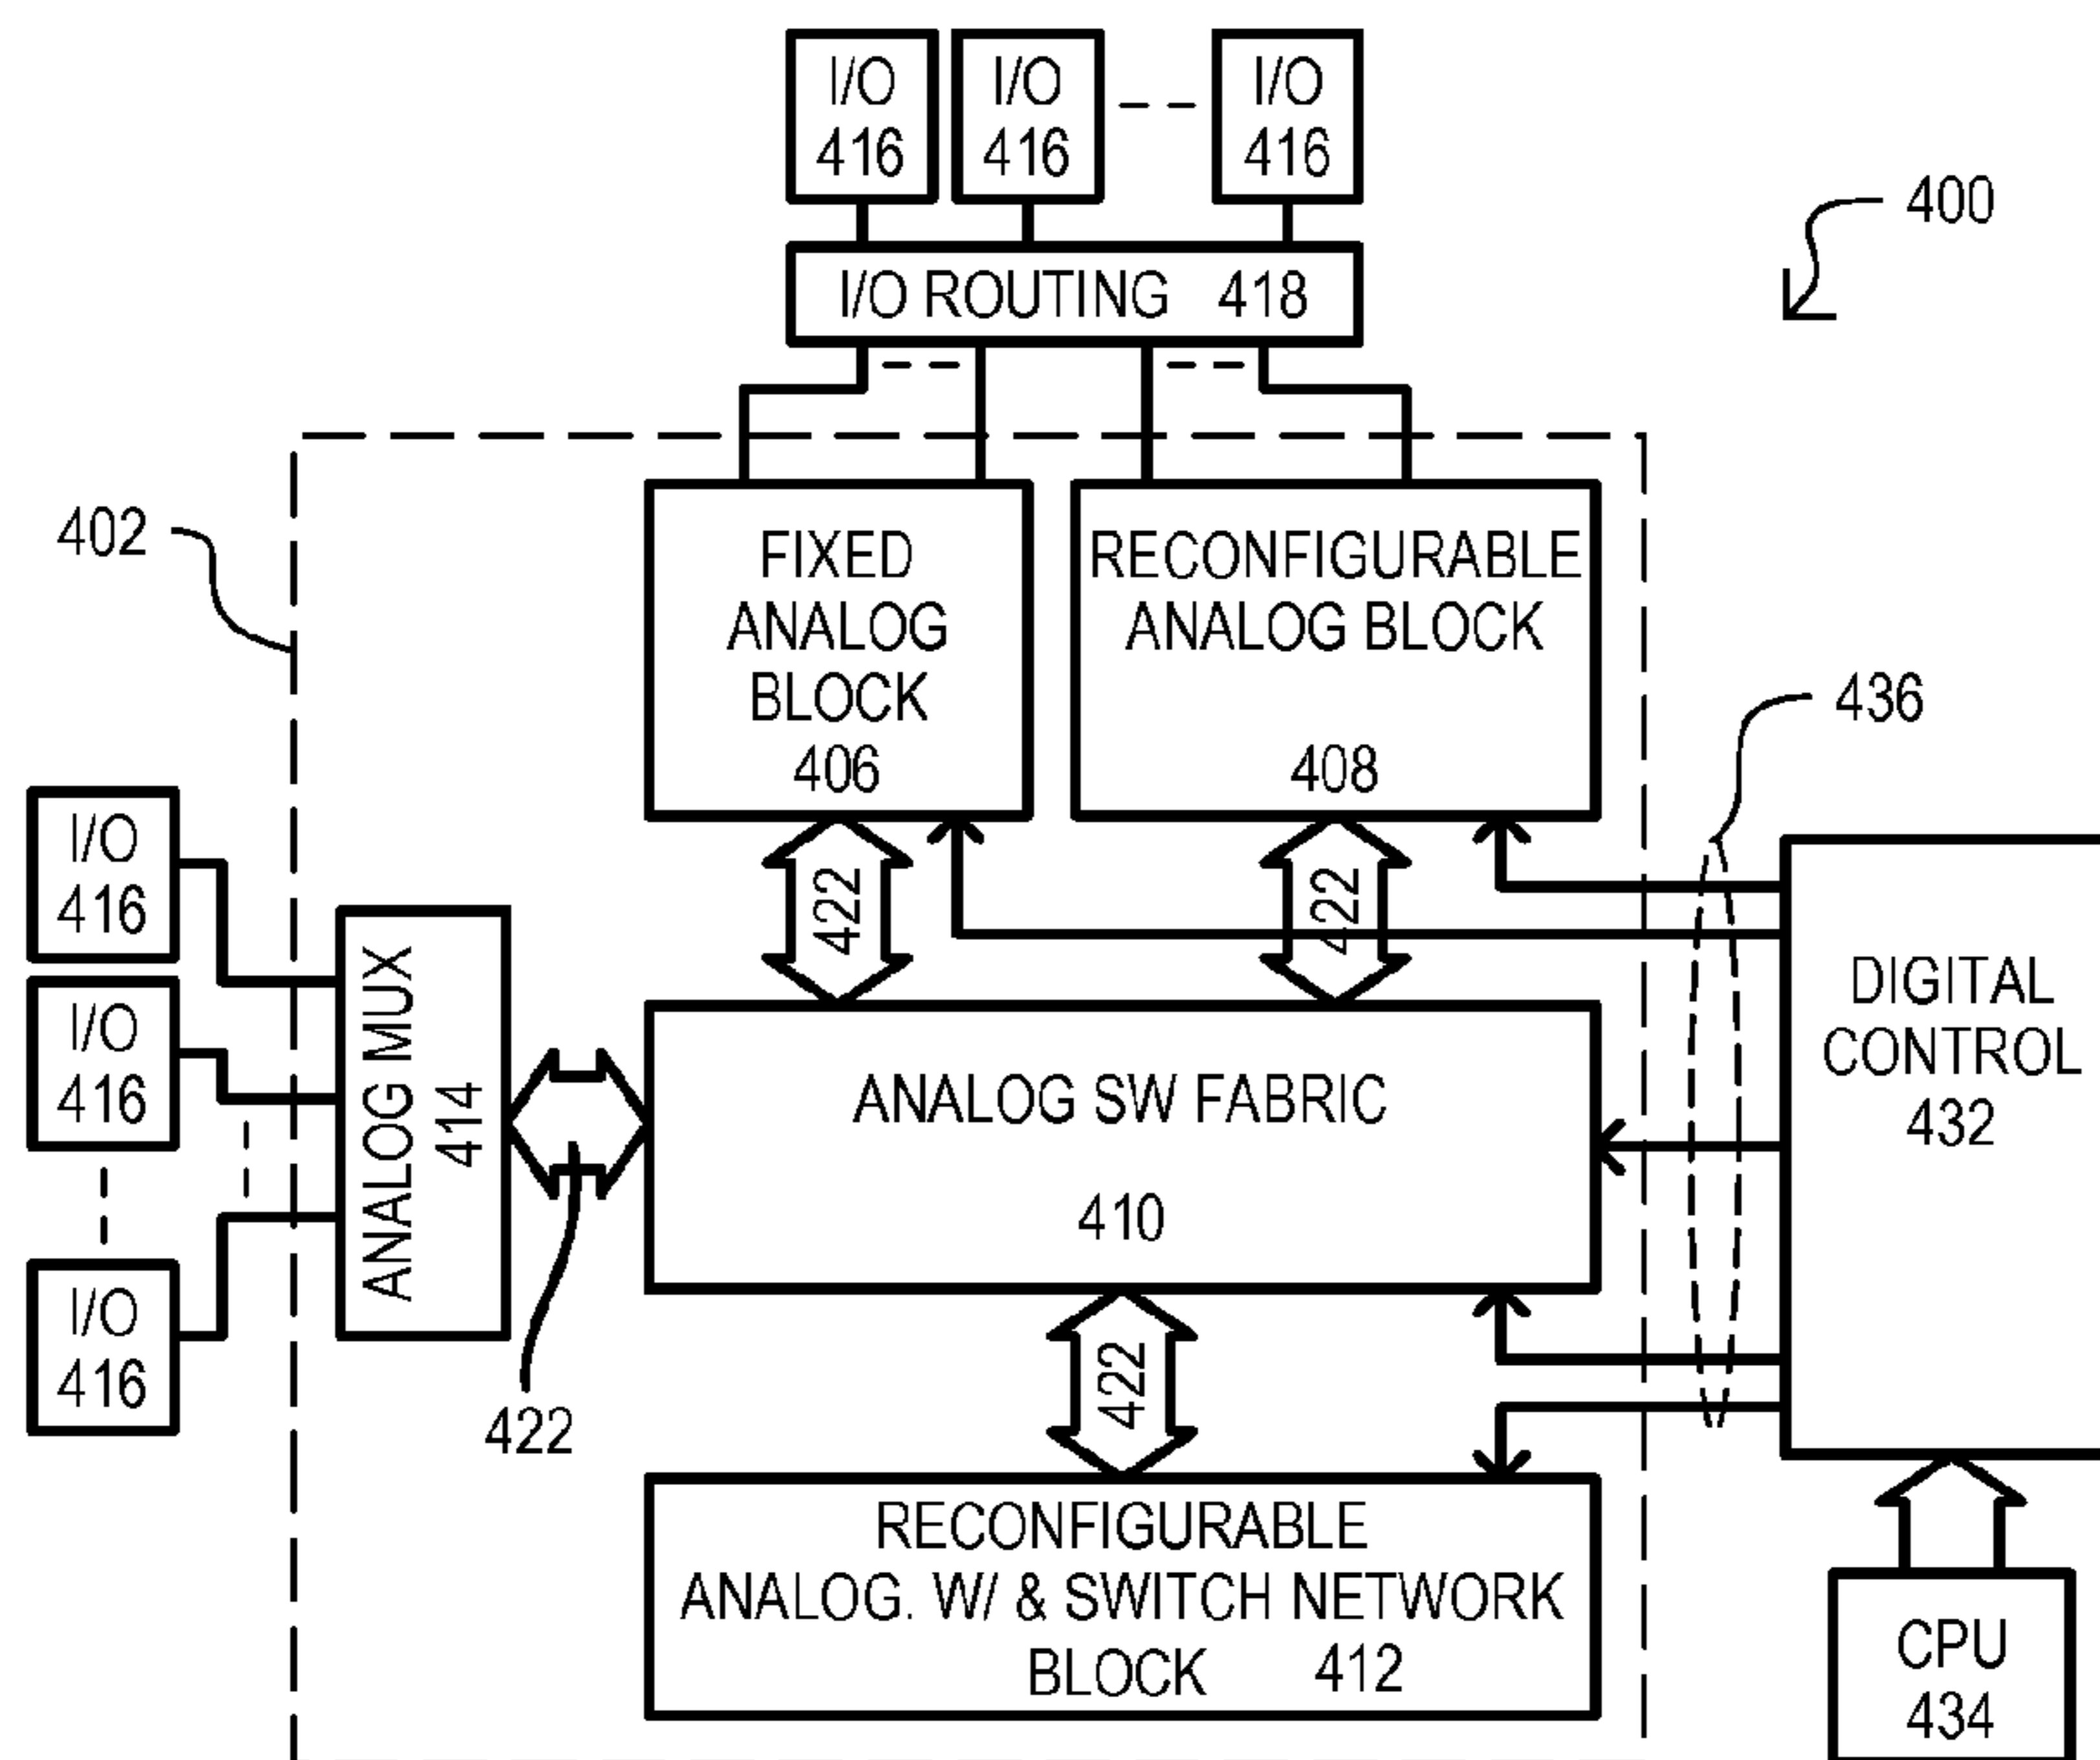 I/O
416
I/O
416
I/O
416
400
I/O ROUTING 418
402
FIXED
ANALOG
BLOCK
406
RECONFIGURABLE
ANALOG BLOCK
408
436
I/O
416
I/O
416
I/O
416
ANALOG MUX
414
422
422
422
ANALOG SW FABRIC
410
DIGITAL
CONTROL
432
422
RECONFIGURABLE
ANALOG. W/ & SWITCH NETWORK
BLOCK 412
CPU
434